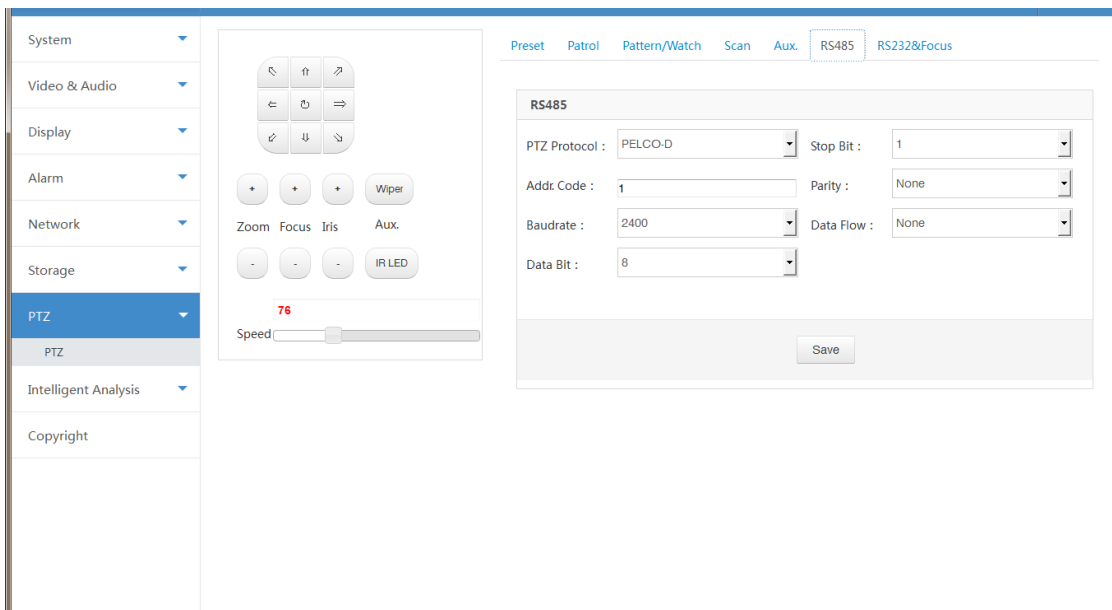 System
Video & Audio
Display
Alarm
Network
Storage
PTZ
PTZ
Intelligent Analysis
Copyright
+ + + Wiper
Zoom Focus Iris Aux.
- - - IR LED
76
Speed
Preset Patrol Pattern/Watch Scan Aux. RS485 RS232&Focus
RS485
PTZ Protocol : PELCO-D Stop Bit : 1
Addr. Code : 1 Parity : None
Baudrate : 2400 Data Flow : None
Data Bit : 8
Save